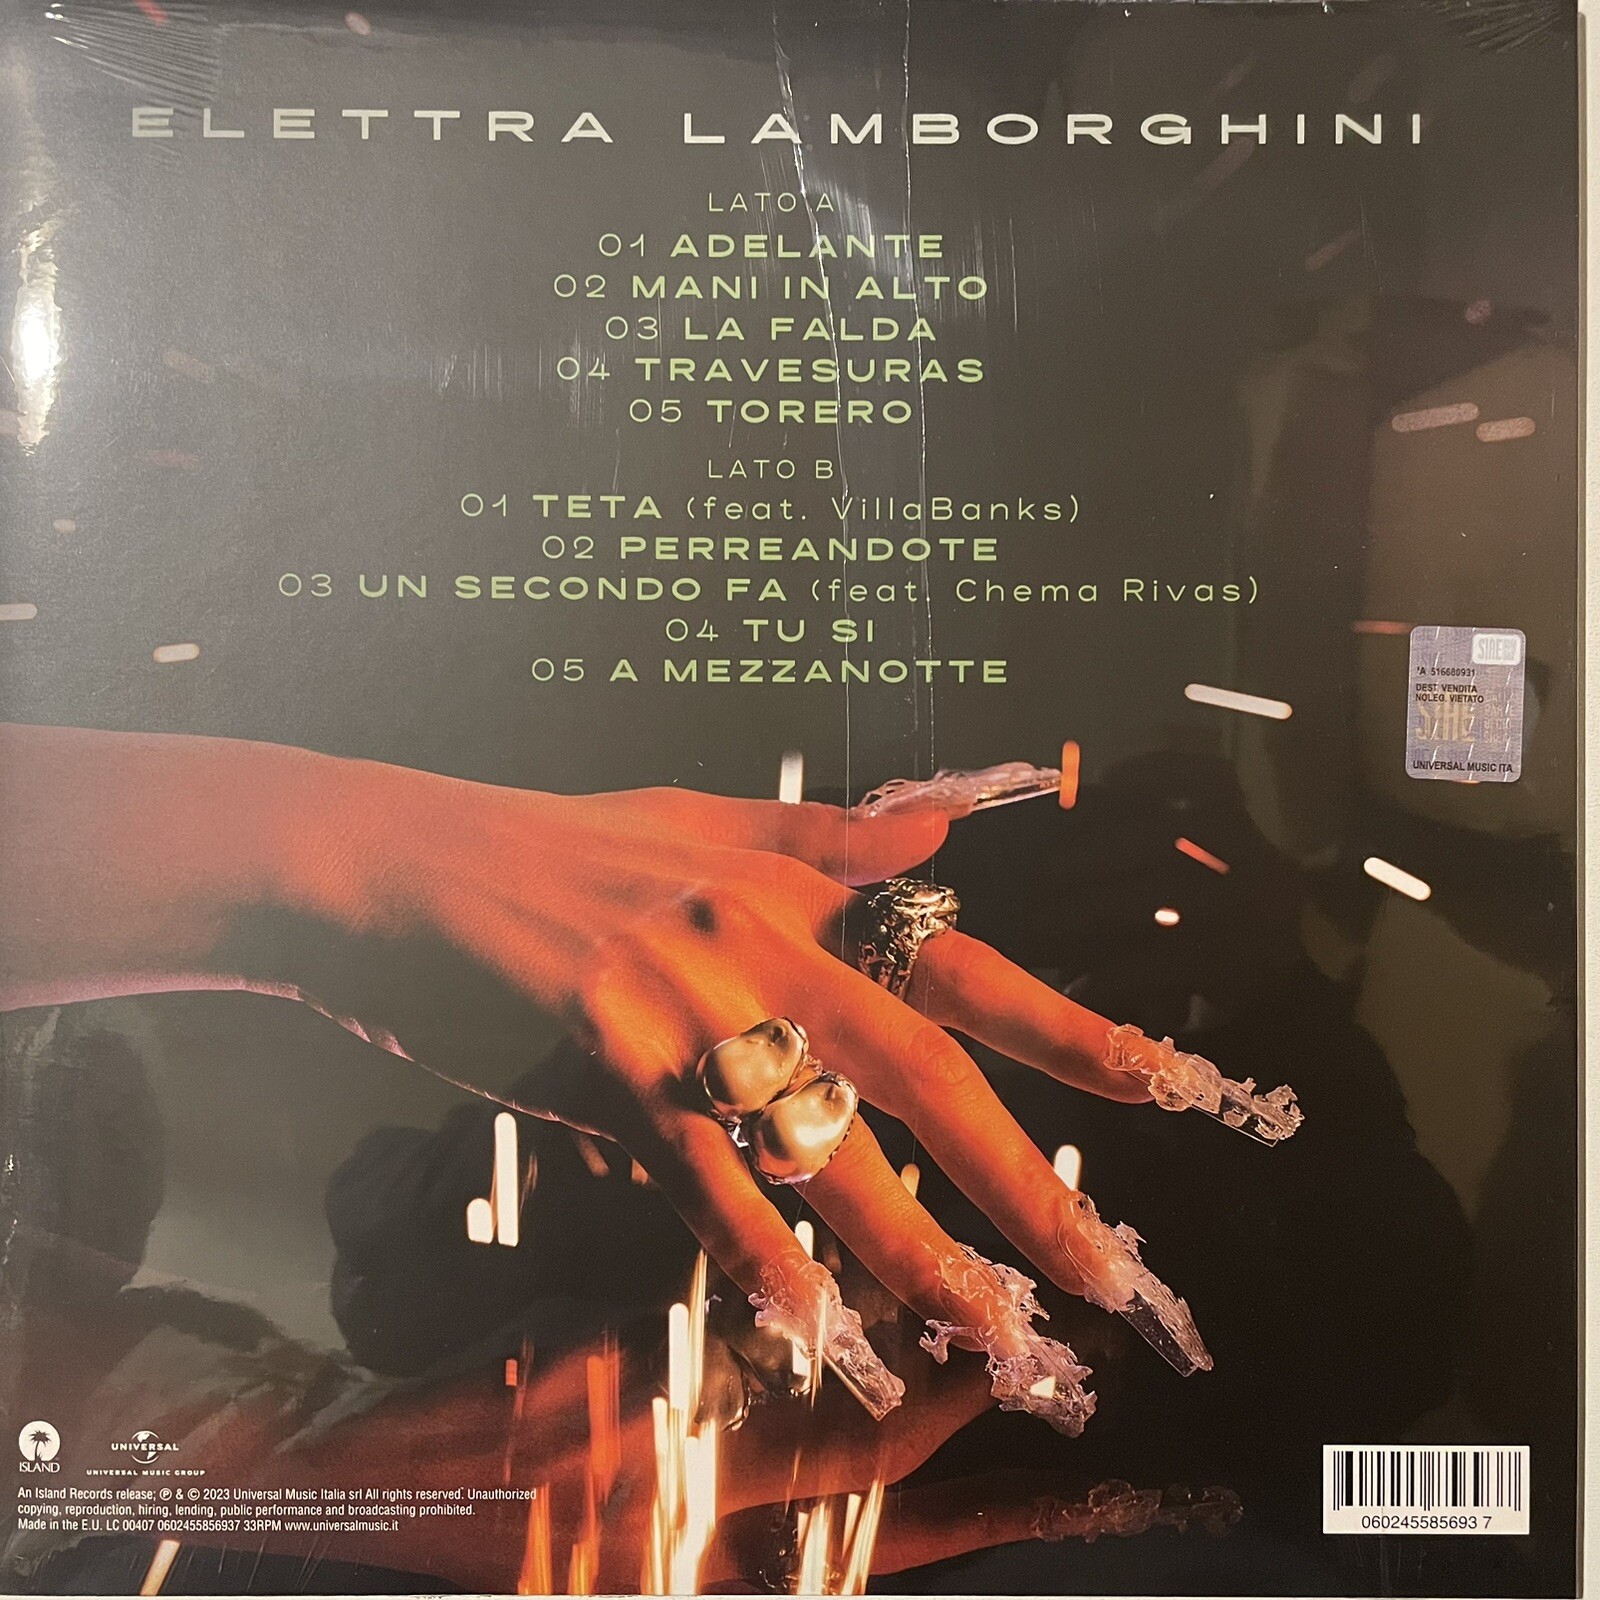 ELETTRA LAMBORGHINI
LATO A
01 ADELANTE
02 MANI IN ALTO
03 LA FALDA
04 TRAVESURAS
05 TORERO
LATO B
01 TETA (feat. VillaBanks)
02 PERREANDOTE
03 UN SECONDO FA (feat. Chema Rivas)
04 TU SI
05 A MEZZANOTTE
SIAE
*A 516680931
DEST. VENDITA
NOLEG. VIETATO
UNIVERSAL MUSIC ITA
ISLAND
UNIVERSAL
UNIVERSAL MUSIC GROUP
An Island Records release; ℗ & © 2023 Universal Music Italia srl All rights reserved. Unauthorized
copying, reproduction, hiring, lending, public performance and broadcasting prohibited.
Made in the E.U. LC 00407 0602455856937 33RPM www.universalmusic.it
060245585693 7